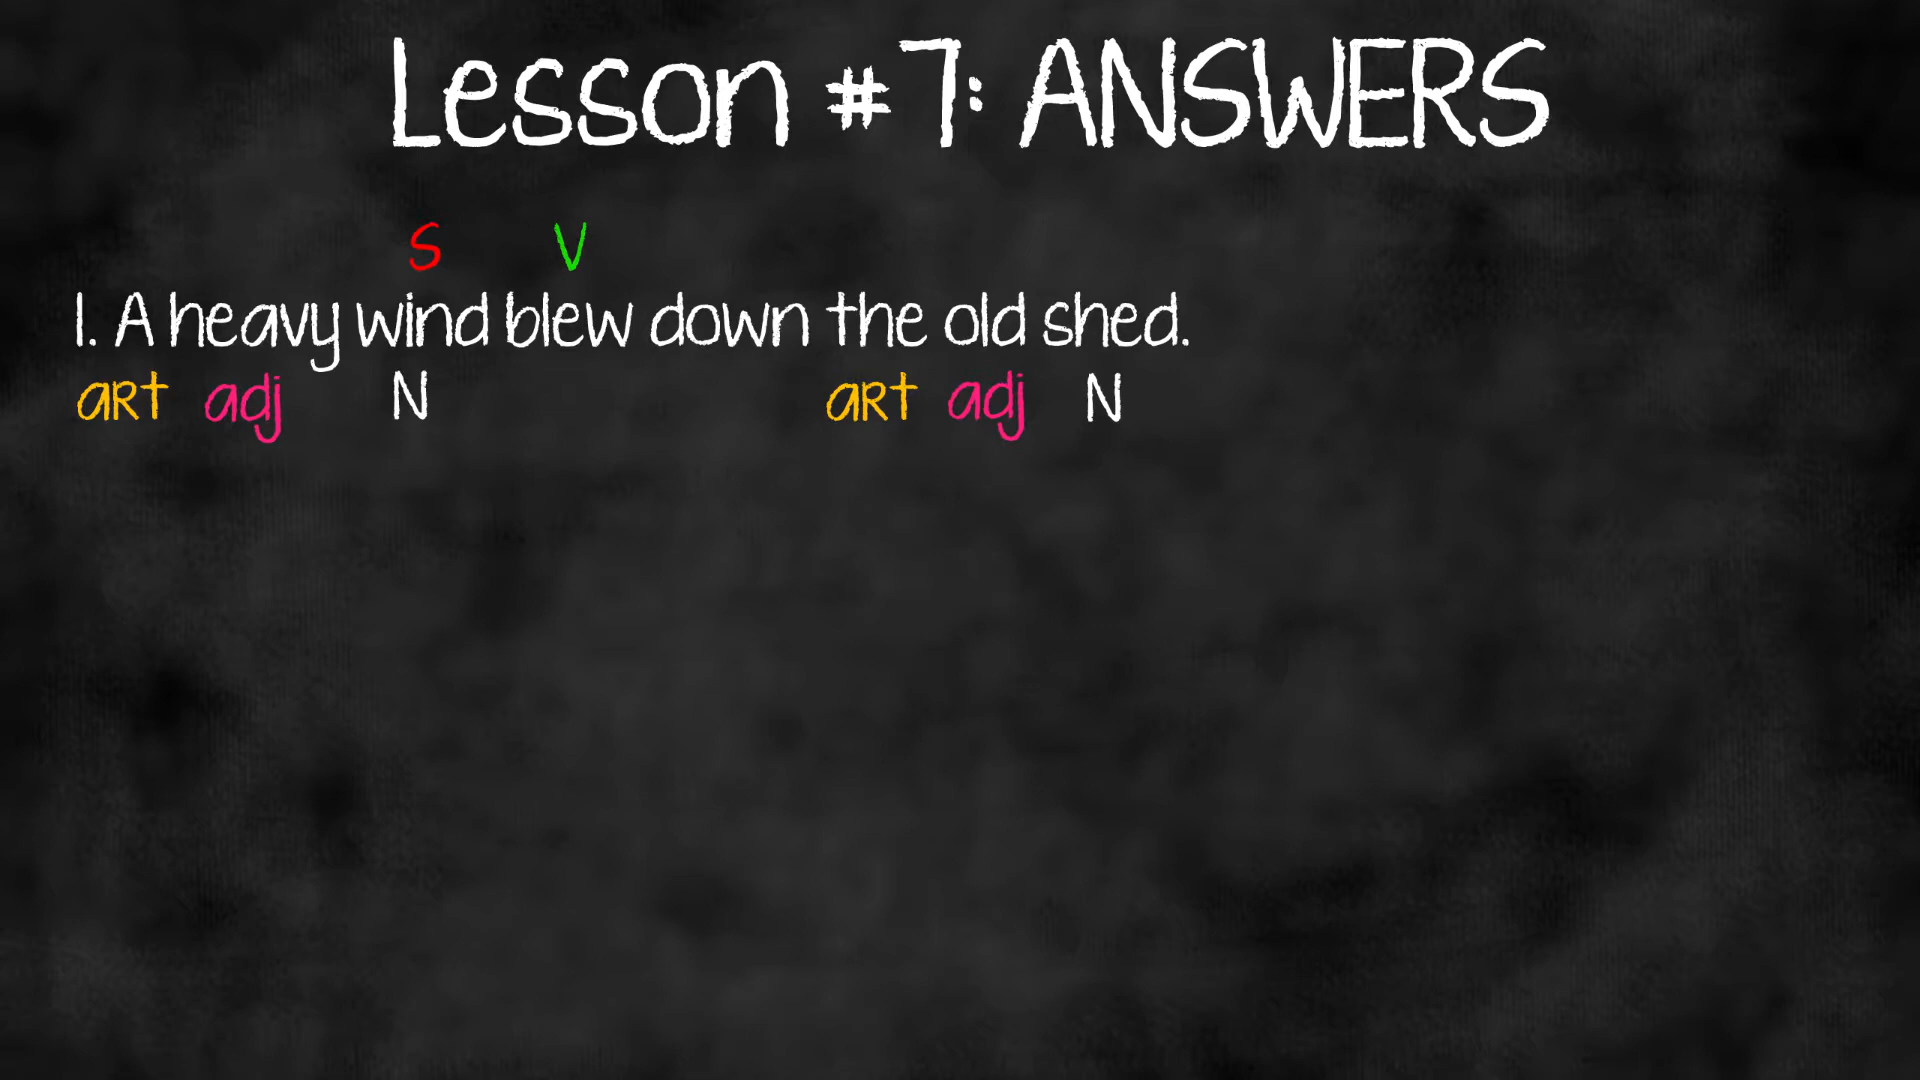 Lesson #7: ANSWERS
S V
1. A heavy wind blew down the old shed.
art adj N art adj N